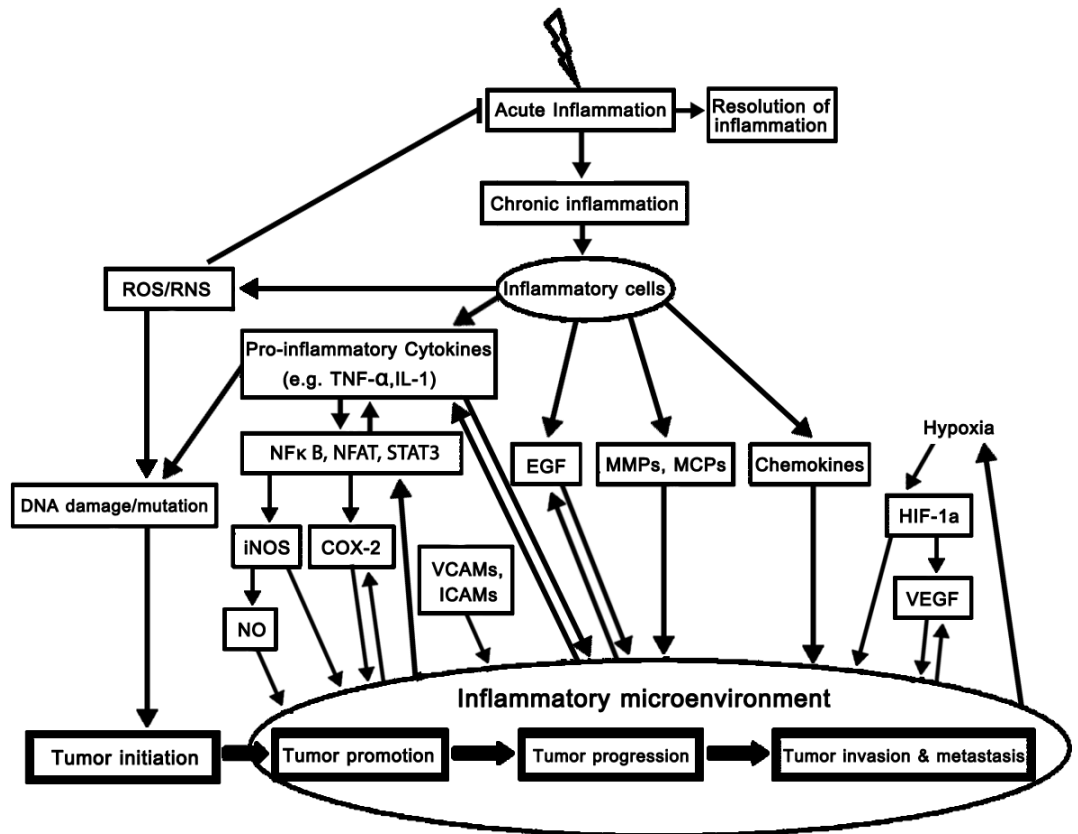 Acute Inflammation
Resolution of
inflammation
Chronic inflammation
ROS/RNS
Inflammatory cells
Pro-inflammatory Cytokines
(e.g. TNF-α,IL-1)
Hypoxia
NFκ B, NFAT, STAT3
EGF
MMPs, MCPs
Chemokines
DNA damage/mutation
HIF-1a
iNOS
COX-2
VCAMs,
ICAMs
VEGF
NO
Inflammatory microenvironment
Tumor initiation
Tumor promotion
Tumor progression
Tumor invasion & metastasis